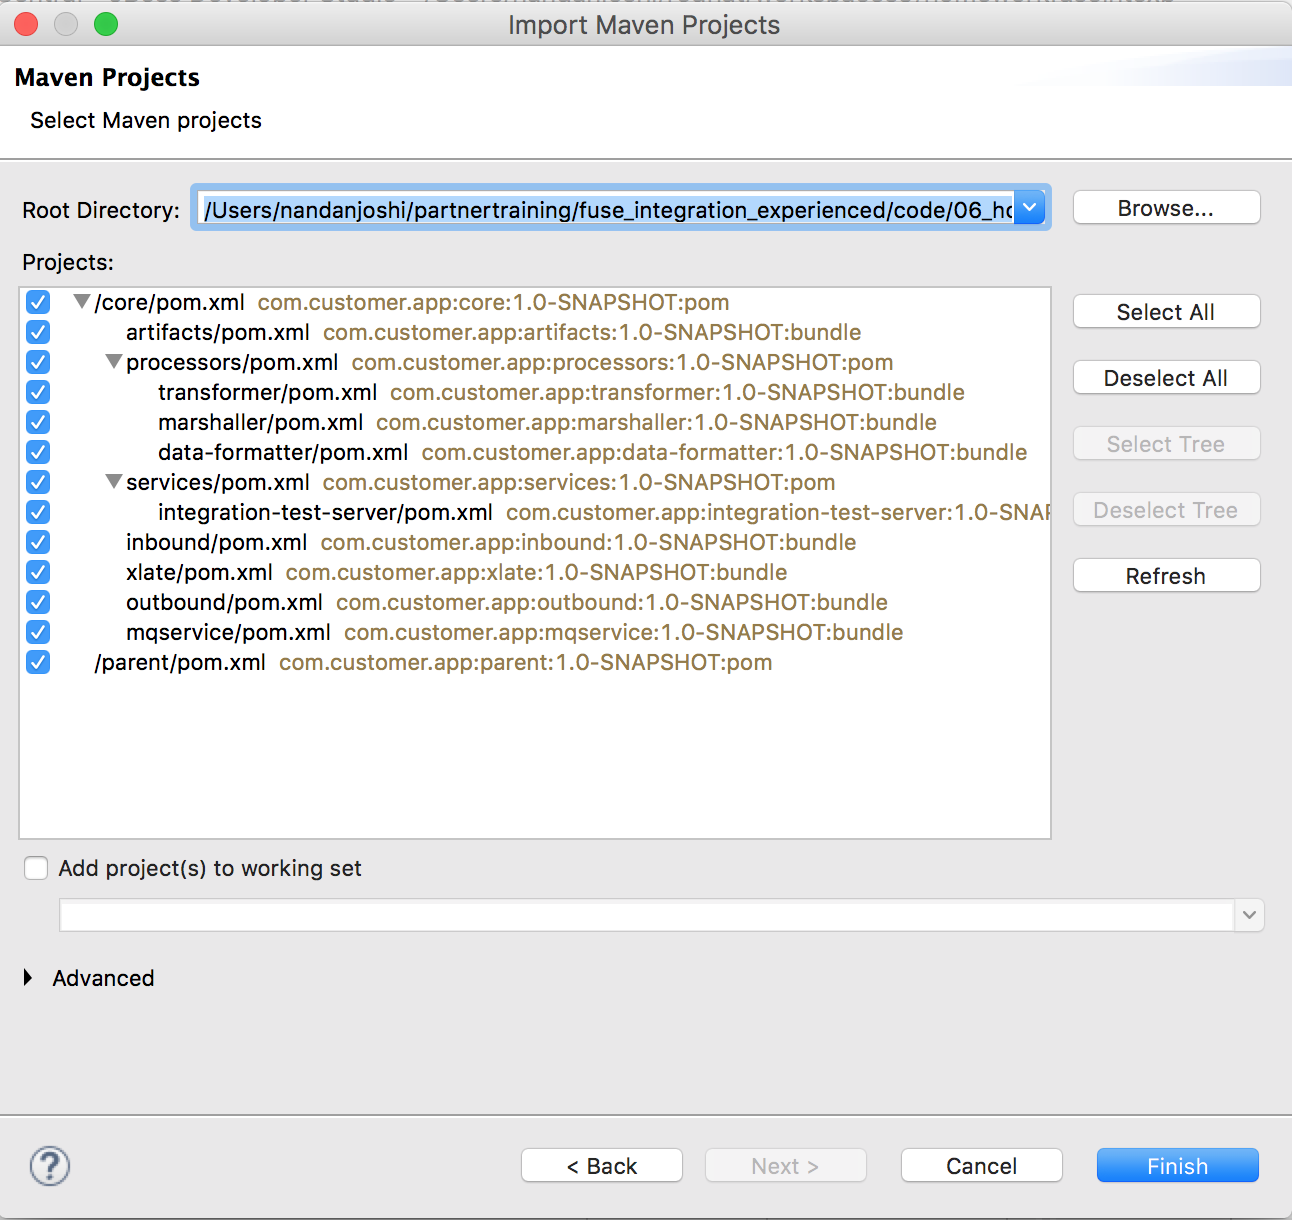 Import Maven Projects
Maven Projects
Select Maven projects
Root Directory: /Users/nandanjoshi/partnertraining/fuse_integration_experienced/code/06_ho Browse...
Projects:
/core/pom.xml com.customer.app:core:1.0-SNAPSHOT:pom
artifacts/pom.xml com.customer.app:artifacts:1.0-SNAPSHOT:bundle
processors/pom.xml com.customer.app:processors:1.0-SNAPSHOT:pom
transformer/pom.xml com.customer.app:transformer:1.0-SNAPSHOT:bundle
marshaller/pom.xml com.customer.app:marshaller:1.0-SNAPSHOT:bundle
data-formatter/pom.xml com.customer.app:data-formatter:1.0-SNAPSHOT:bundle
services/pom.xml com.customer.app:services:1.0-SNAPSHOT:pom
integration-test-server/pom.xml com.customer.app:integration-test-server:1.0-SNAP
inbound/pom.xml com.customer.app:inbound:1.0-SNAPSHOT:bundle
xlate/pom.xml com.customer.app:xlate:1.0-SNAPSHOT:bundle
outbound/pom.xml com.customer.app:outbound:1.0-SNAPSHOT:bundle
mqservice/pom.xml com.customer.app:mqservice:1.0-SNAPSHOT:bundle
/parent/pom.xml com.customer.app:parent:1.0-SNAPSHOT:pom
Select All
Deselect All
Select Tree
Deselect Tree
Refresh
Add project(s) to working set
Advanced
? < Back Next > Cancel Finish